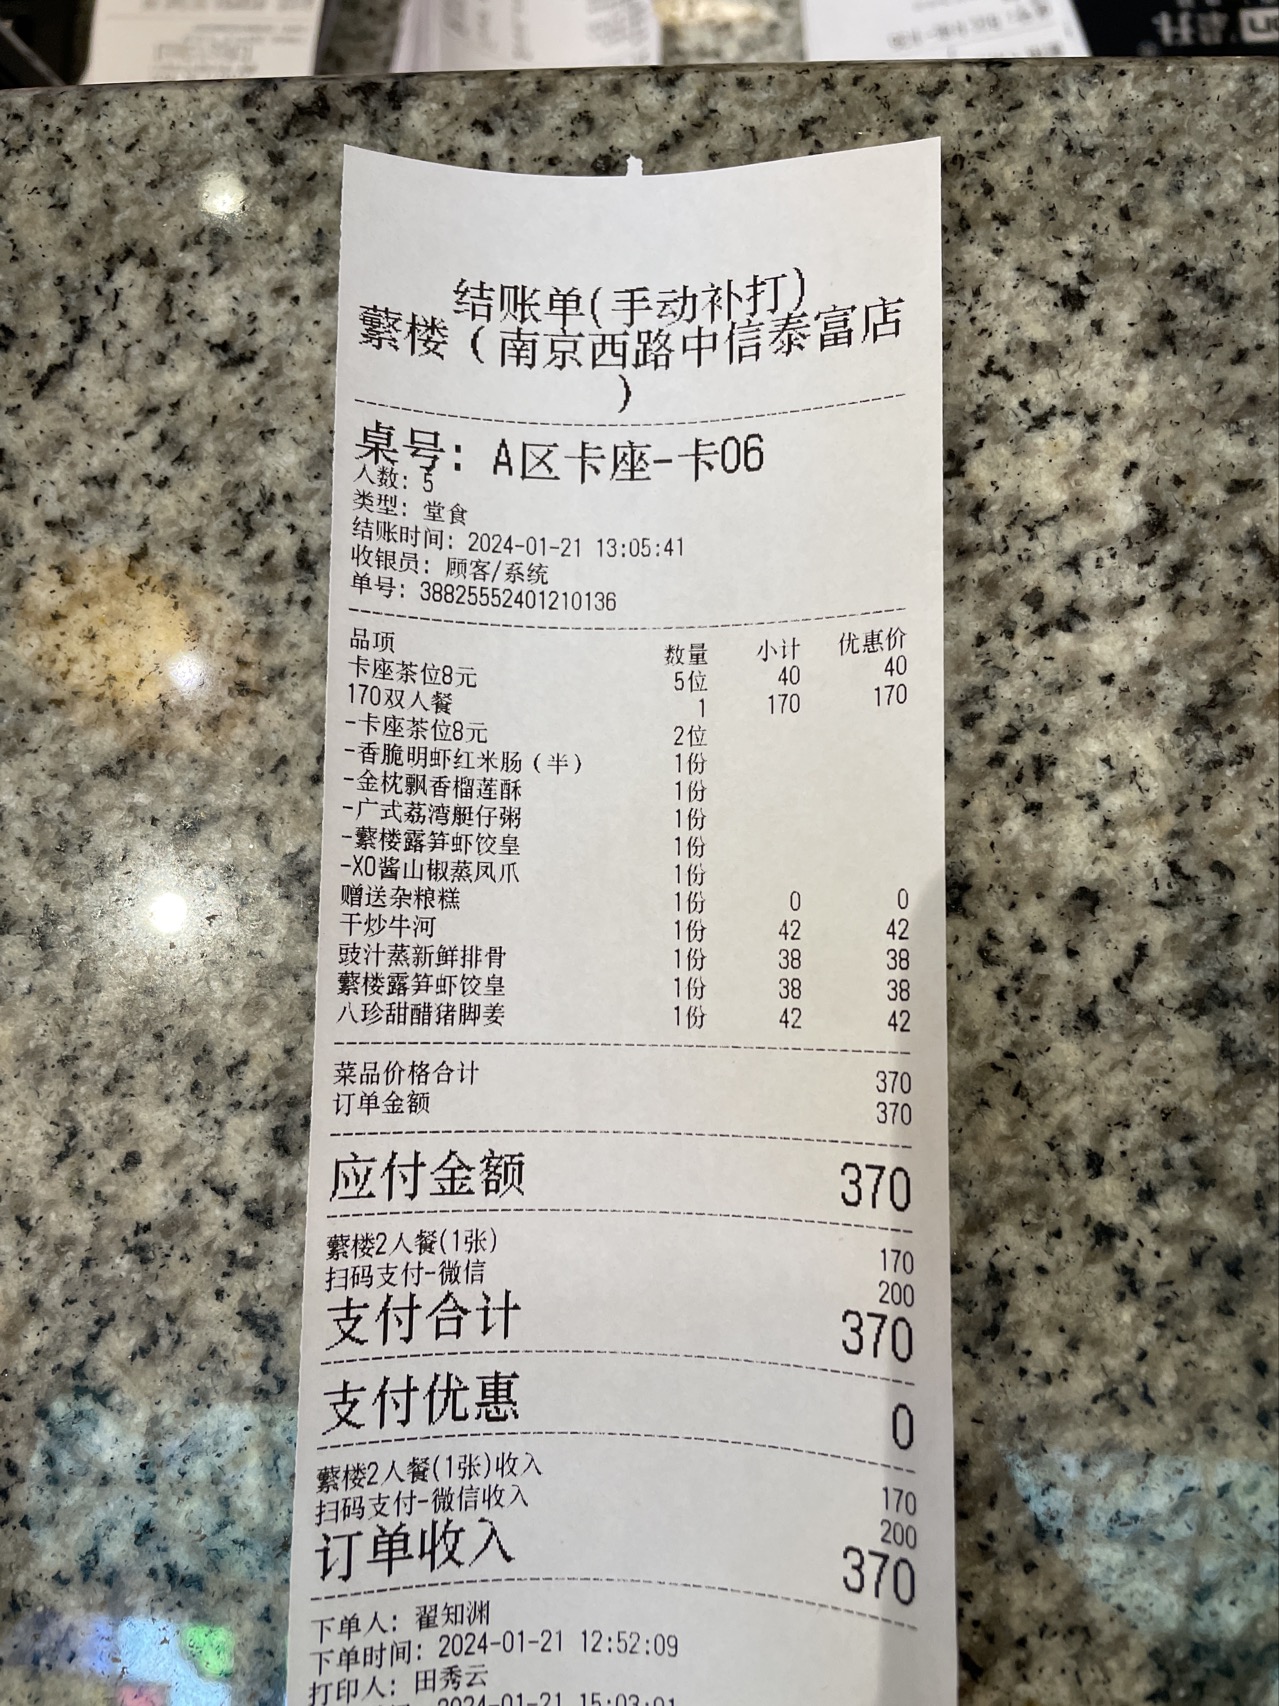 结账单(手动补打)
蘩楼（南京西路中信泰富店
）
桌号: A区卡座-卡06
人数: 5
类型: 堂食
结账时间: 2024-01-21 13:05:41
收银员: 顾客/系统
单号: 38825552401210136
品项 数量 小计 优惠价
卡座茶位8元 5位 40 40
170双人餐 1 170 170
-卡座茶位8元 2位
-香脆明虾红米肠（半） 1份
-金枕飘香榴莲酥 1份
-广式荔湾艇仔粥 1份
-蘩楼露笋虾饺皇 1份
-XO酱山椒蒸凤爪 1份
赠送杂粮糕 1份 0 0
干炒牛河 1份 42 42
豉汁蒸新鲜排骨 1份 38 38
蘩楼露笋虾饺皇 1份 38 38
八珍甜醋猪脚姜 1份 42 42
菜品价格合计 370
订单金额 370
应付金额 370
蘩楼2人餐(1张) 170
扫码支付-微信 200
支付合计 370
支付优惠 0
蘩楼2人餐(1张)收入 170
扫码支付-微信收入 200
订单收入 370
下单人: 翟知渊
下单时间: 2024-01-21 12:52:09
打印人: 田秀云
2024-01-21 15:03:01